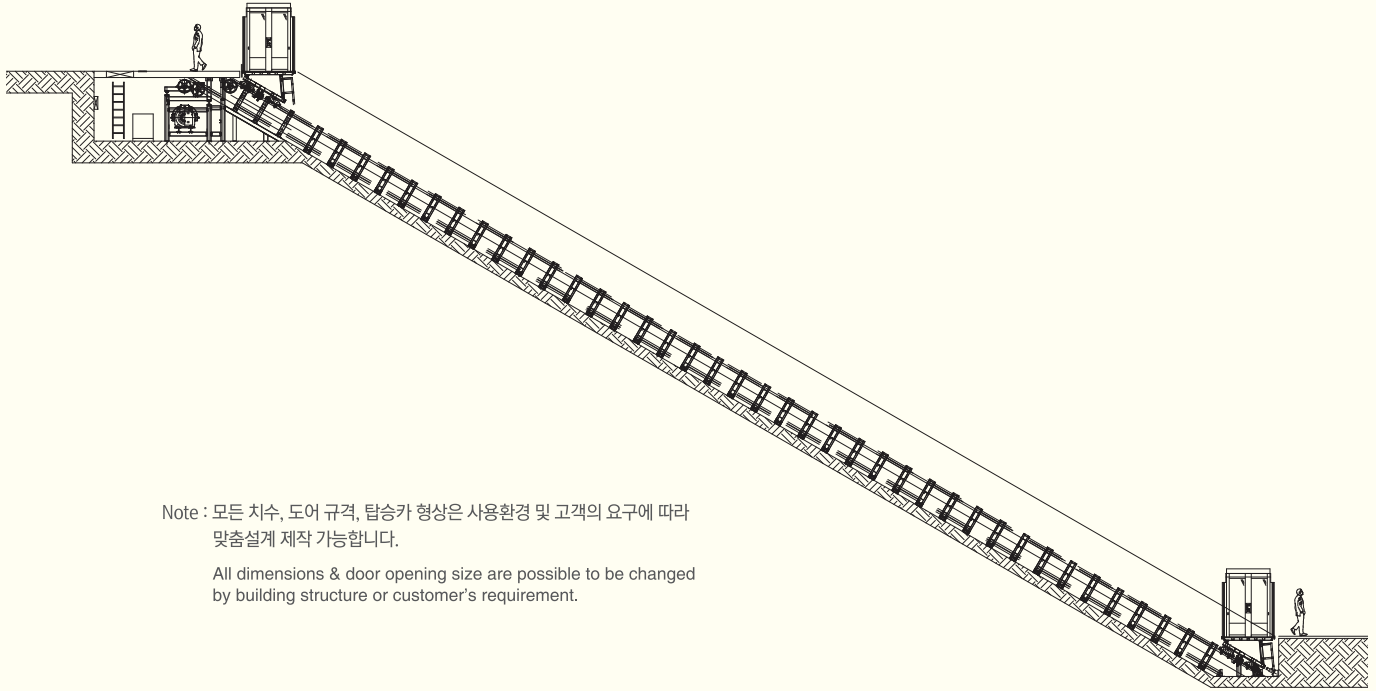 Note : 모든 치수, 도어 규격, 탑승카 형상은 사용환경 및 고객의 요구에 따라
맞춤설계 제작 가능합니다.
All dimensions & door opening size are possible to be changed
by building structure or customer’s requirement.